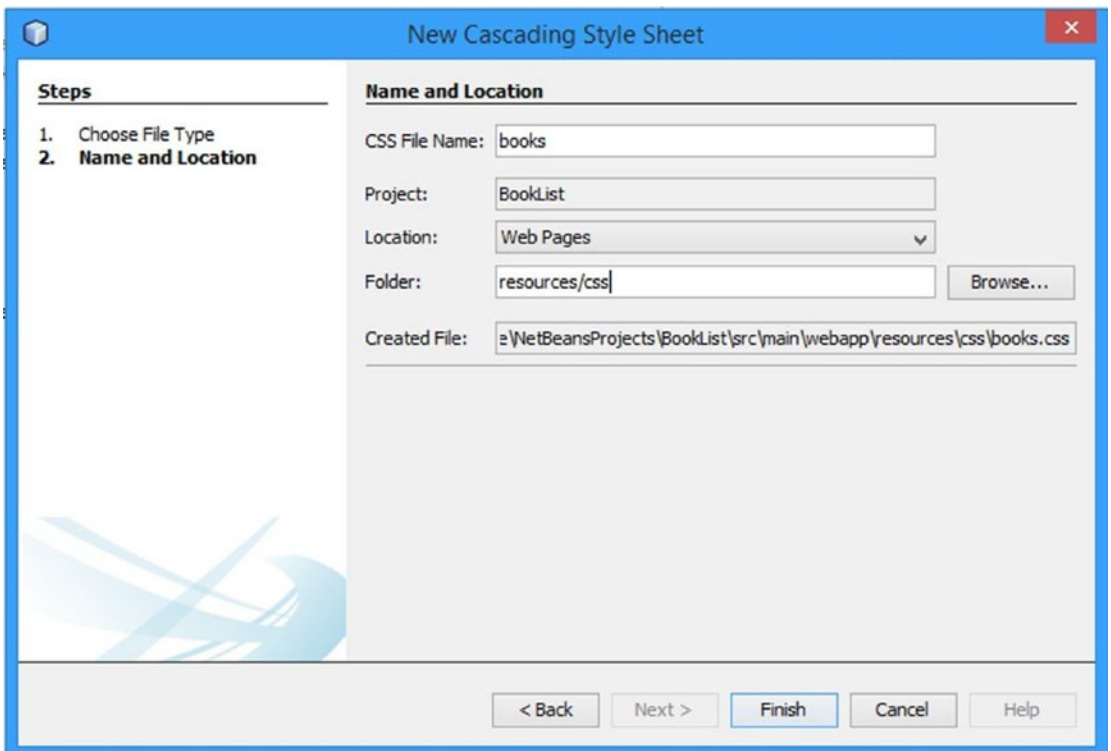 New Cascading Style Sheet
Steps
1. Choose File Type
2. Name and Location
Name and Location
CSS File Name: books
Project: BookList
Location: Web Pages
Folder: resources/css Browse...
Created File: e\NetBeansProjects\BookList\src\main\webapp\resources\css\books.css
< Back Next > Finish Cancel Help